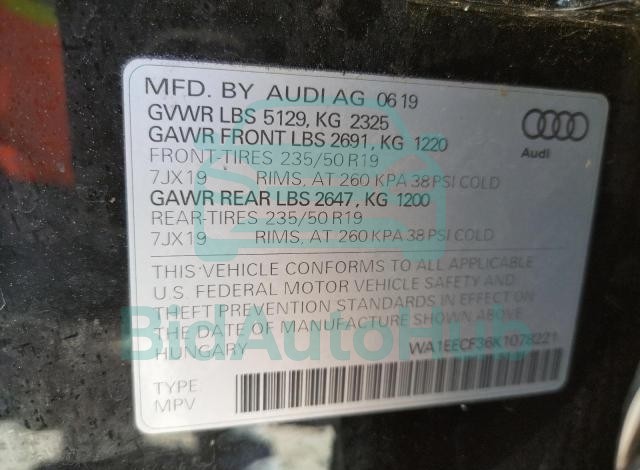 MFD. BY AUDI AG 0619
GVWR LBS 5129, KG 2325
GAWR FRONT LBS 2691, KG 1220
FRONT-TIRES 235/50 R19
7JX19 RIMS, AT 260 KPA 38 PSI COLD
GAWR REAR LBS 2647, KG 1200
REAR-TIRES 235/50 R19
7JX19 RIMS, AT 260 KPA 38 PSI COLD
Audi
THIS VEHICLE CONFORMS TO ALL APPLICABLE
U.S. FEDERAL MOTOR VEHICLE SAFETY AND
THEFT PREVENTION STANDARDS IN EFFECT ON
THE DATE OF MANUFACTURE SHOWN ABOVE
HUNGARY WA1EECF36K1078221
TYPE
MPV
BidAutoHub